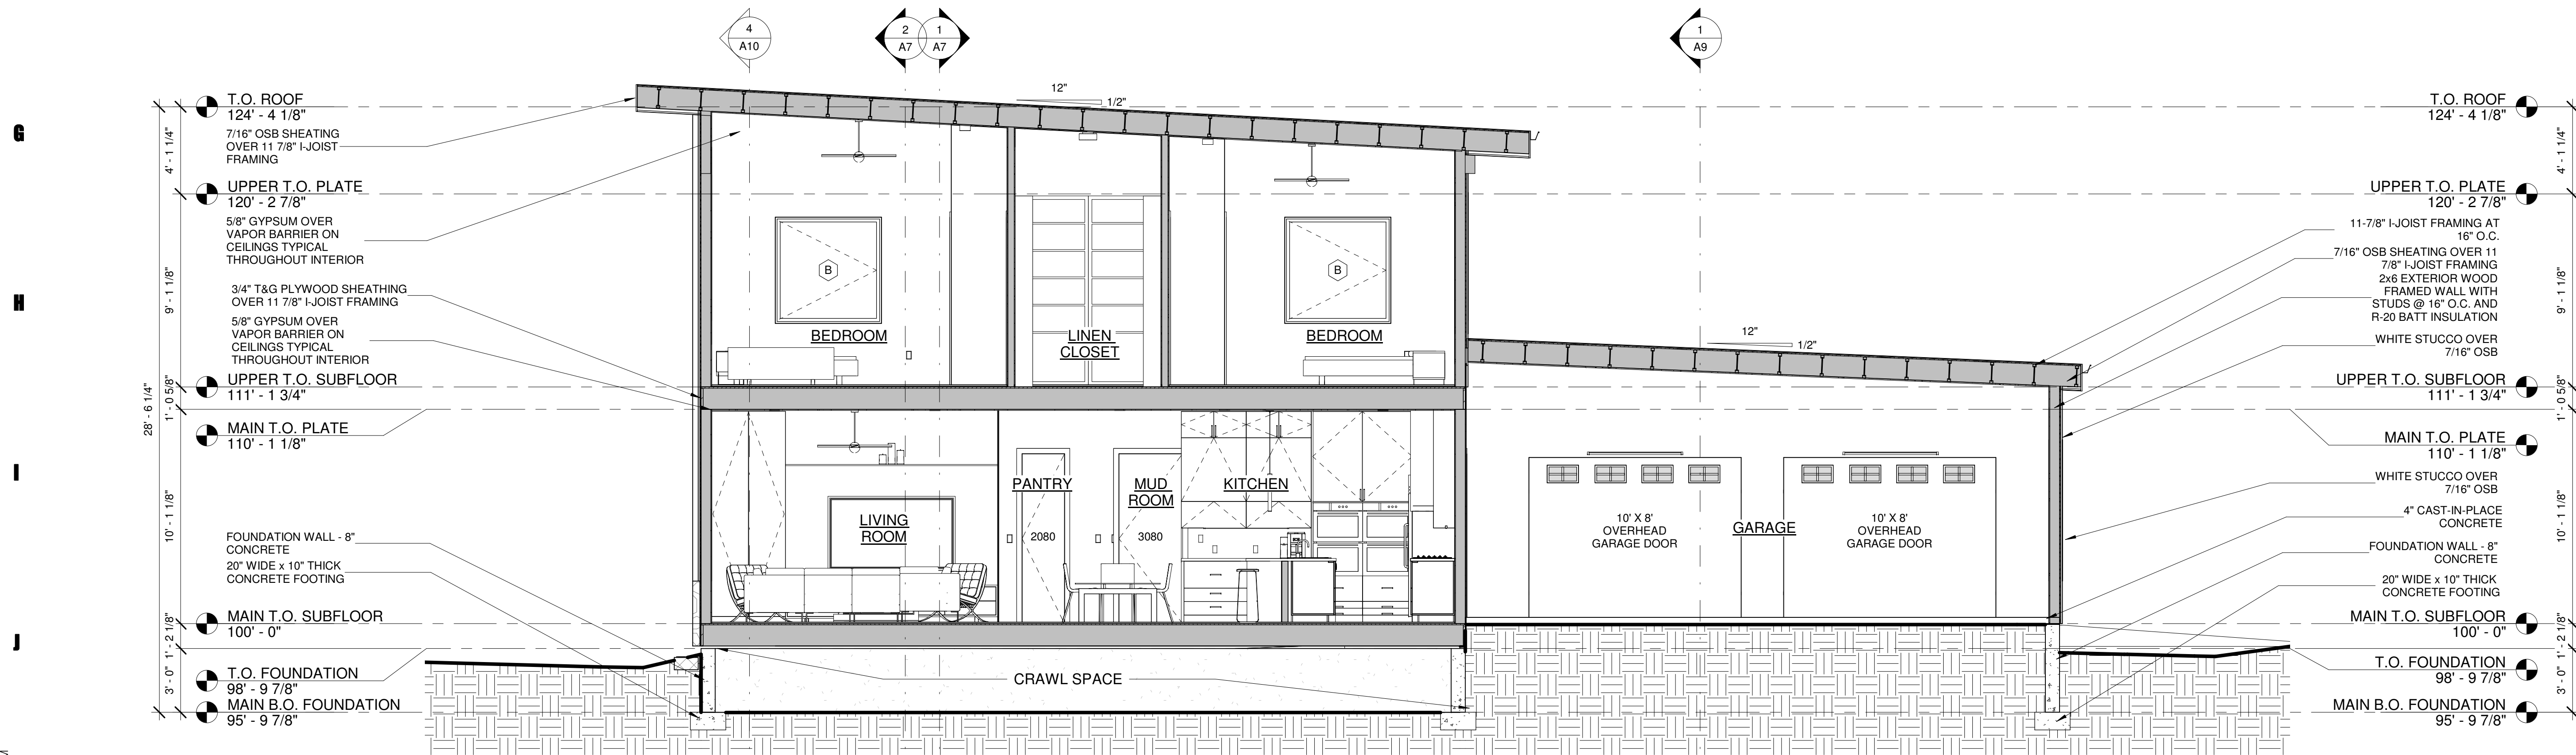 4
A10
2
A7
1
A7
1
A9
G
H
I
J
T.O. ROOF
124' - 4 1/8"
7/16" OSB SHEATING
OVER 11 7/8" I-JOIST
FRAMING
UPPER T.O. PLATE
120' - 2 7/8"
5/8" GYPSUM OVER
VAPOR BARRIER ON
CEILINGS TYPICAL
THROUGHOUT INTERIOR
3/4" T&G PLYWOOD SHEATHING
OVER 11 7/8" I-JOIST FRAMING
5/8" GYPSUM OVER
VAPOR BARRIER ON
CEILINGS TYPICAL
THROUGHOUT INTERIOR
UPPER T.O. SUBFLOOR
111' - 1 3/4"
MAIN T.O. PLATE
110' - 1 1/8"
FOUNDATION WALL - 8"
CONCRETE
20" WIDE x 10" THICK
CONCRETE FOOTING
MAIN T.O. SUBFLOOR
100' - 0"
T.O. FOUNDATION
98' - 9 7/8"
MAIN B.O. FOUNDATION
95' - 9 7/8"
28' - 6 1/4"
4' - 1 1/4"
9' - 1 1/8"
1' - 0 5/8"
10' - 1 1/8"
1' - 2 1/8"
3' - 0"
12"
1/2"
B
B
BEDROOM
LINEN
CLOSET
BEDROOM
12"
1/2"
LIVING
ROOM
PANTRY
2080
MUD
ROOM
3080
KITCHEN
10' X 8'
OVERHEAD
GARAGE DOOR
GARAGE
10' X 8'
OVERHEAD
GARAGE DOOR
CRAWL SPACE
T.O. ROOF
124' - 4 1/8"
UPPER T.O. PLATE
120' - 2 7/8"
11-7/8" I-JOIST FRAMING AT
16" O.C.
7/16" OSB SHEATING OVER 11
7/8" I-JOIST FRAMING
2x6 EXTERIOR WOOD
FRAMED WALL WITH
STUDS @ 16" O.C. AND
R-20 BATT INSULATION
WHITE STUCCO OVER
7/16" OSB
UPPER T.O. SUBFLOOR
111' - 1 3/4"
MAIN T.O. PLATE
110' - 1 1/8"
WHITE STUCCO OVER
7/16" OSB
4" CAST-IN-PLACE
CONCRETE
FOUNDATION WALL - 8"
CONCRETE
20" WIDE x 10" THICK
CONCRETE FOOTING
MAIN T.O. SUBFLOOR
100' - 0"
T.O. FOUNDATION
98' - 9 7/8"
MAIN B.O. FOUNDATION
95' - 9 7/8"
4' - 1 1/4"
9' - 1 1/8"
1' - 0 5/8"
10' - 1 1/8"
1' - 2 1/8"
3' - 0"